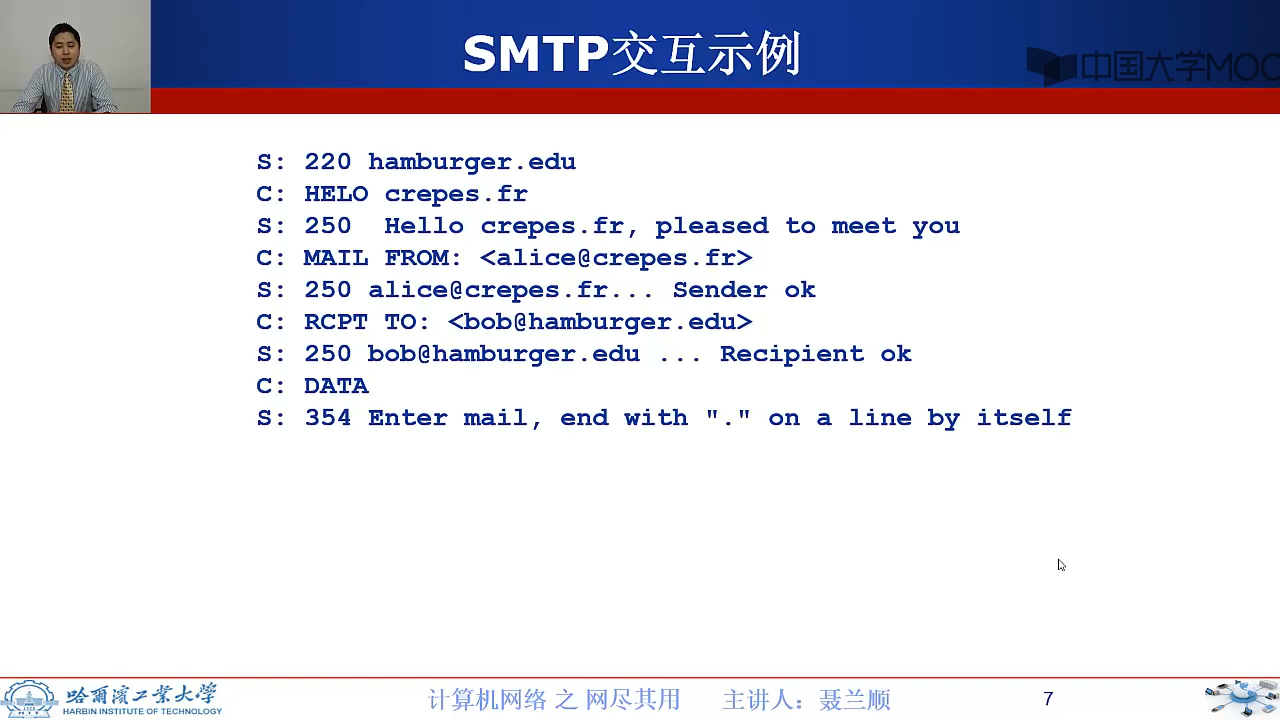 SMTP交互示例
中国大学MOO
S: 220 hamburger.edu
C: HELO crepes.fr
S: 250  Hello crepes.fr, pleased to meet you
C: MAIL FROM: <alice@crepes.fr>
S: 250 alice@crepes.fr... Sender ok
C: RCPT TO: <bob@hamburger.edu>
S: 250 bob@hamburger.edu ... Recipient ok
C: DATA
S: 354 Enter mail, end with "." on a line by itself
哈尔滨工业大学
HARBIN INSTITUTE OF TECHNOLOGY
计算机网络 之 网尽其用 主讲人：聂兰顺
7